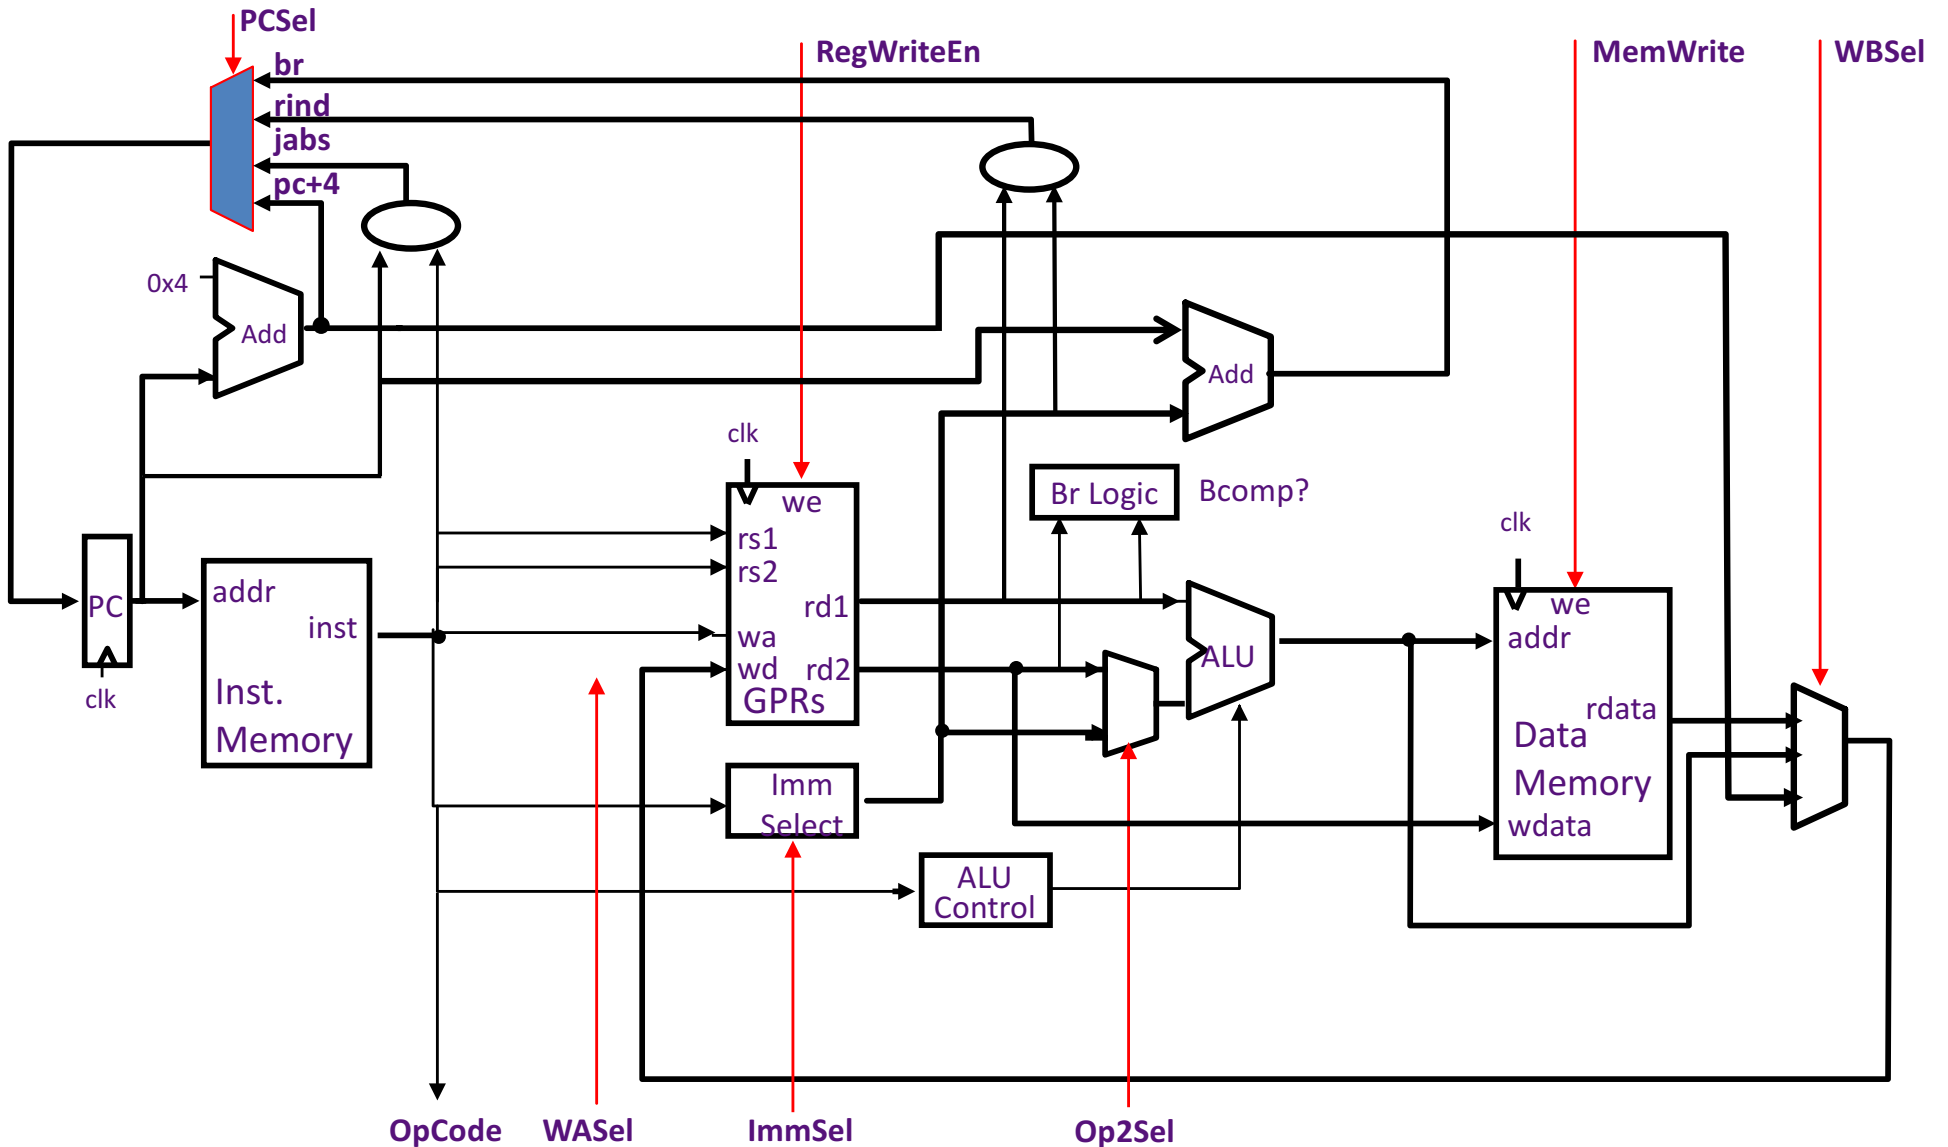 PCSel
RegWriteEn
MemWrite
WBSel
br
rind
jabs
pc+4
0x4
Add
Add
clk
we
rs1
rs2
rd1
wa
wd
rd2
GPRs
Br Logic
Bcomp?
clk
we
addr
rdata
Data
Memory
wdata
PC
clk
addr
inst
Inst.
Memory
ALU
Imm
Select
ALU
Control
OpCode
WASel
ImmSel
Op2Sel